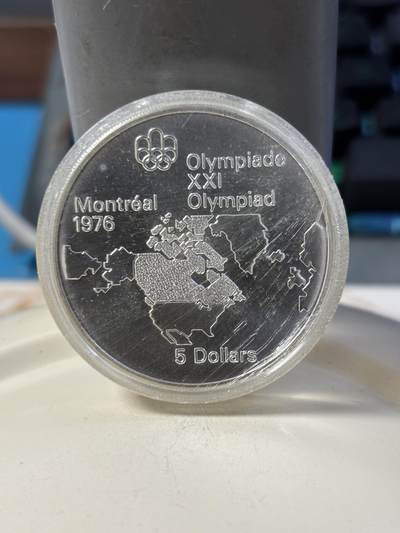 Olympiade
XXI
Montréal Olympiad
1976
5 Dollars